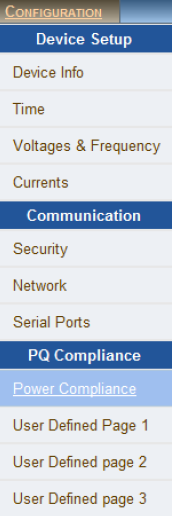 CONFIGURATION
Device Setup
Device Info
Time
Voltages & Frequency
Currents
Communication
Security
Network
Serial Ports
PQ Compliance
Power Compliance
User Defined Page 1
User Defined page 2
User Defined page 3